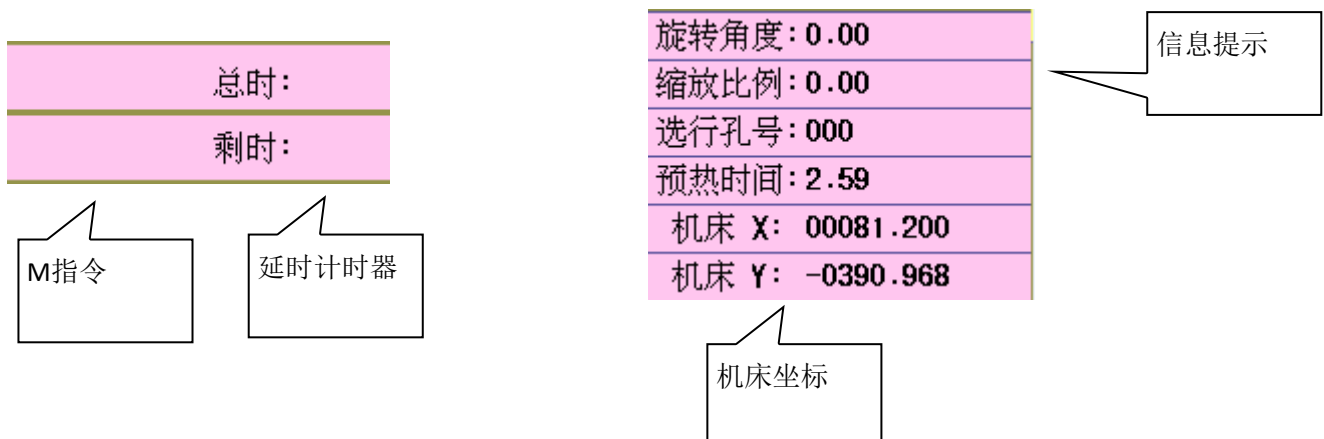 总时:
剩时:
M指令
延时计时器
旋转角度:0.00
缩放比例:0.00
选行孔号:000
预热时间:2.59
机床 X: 00081.200
机床 Y: -0390.968
信息提示
机床坐标